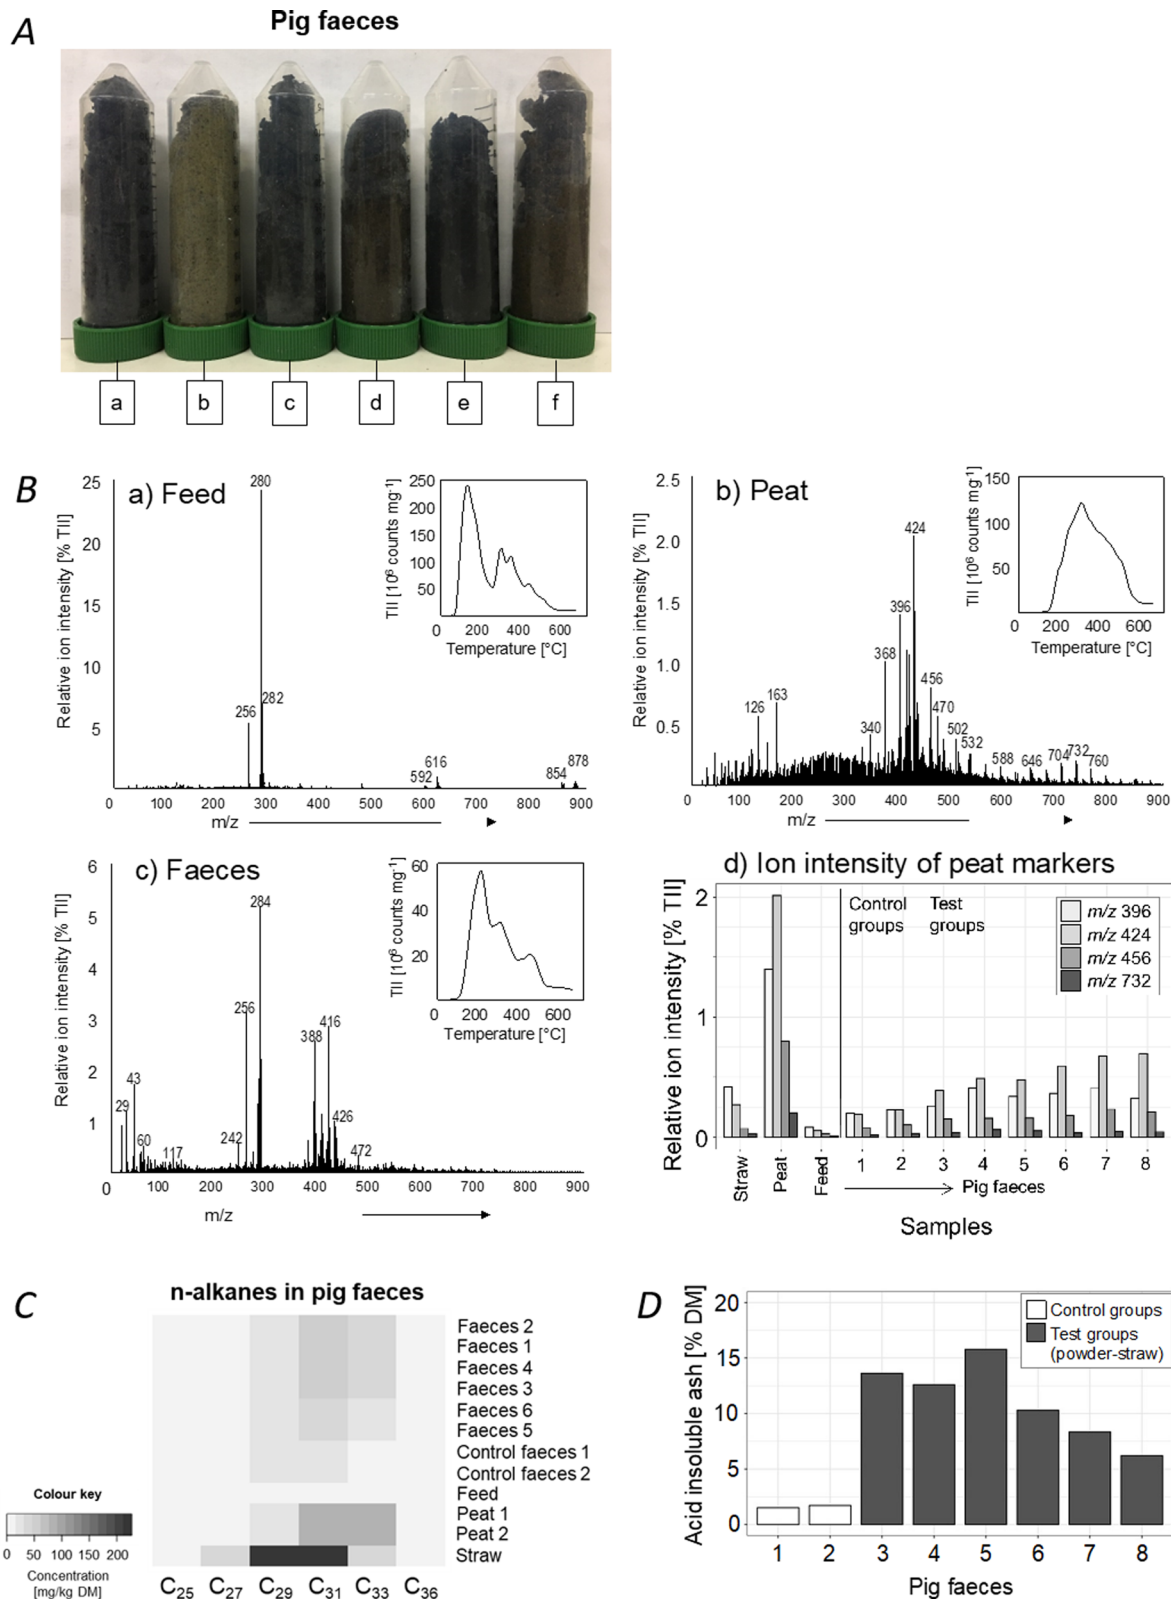 A
Pig faeces
a b c d e f
B
a) Feed
Relative ion intensity [% TII]
25
20
15
10
5
280
256
282
592
616
854
878
0 100 200 300 400 500 600 700 800 900
m/z
TII [10⁶ counts mg⁻¹]
250
200
150
100
50
0 200 400 600
Temperature [°C]
b) Peat
Relative ion intensity [% TII]
2.5
2.0
1.5
1.0
0.5
126
163
340
368
396
424
456
470
502
532
588
646
704
732
760
0 100 200 300 400 500 600 700 800 900
m/z
TII [10⁶ counts mg⁻¹]
150
100
50
0 200 400 600
Temperature [°C]
c) Faeces
Relative ion intensity [% TII]
6
5
4
3
2
1
29
43
60
117
242
256
284
388
416
426
472
0 100 200 300 400 500 600 700 800 900
m/z
TII [10⁶ counts mg⁻¹]
60
40
20
0 200 400 600
Temperature [°C]
d) Ion intensity of peat markers
Relative ion intensity [% TII]
2
1
0
Control groups
Test groups
m/z 396
m/z 424
m/z 456
m/z 732
Straw Peat Feed 1 2 3 4 5 6 7 8
Pig faeces
Samples
C
n-alkanes in pig faeces
Faeces 2
Faeces 1
Faeces 4
Faeces 3
Faeces 6
Faeces 5
Control faeces 1
Control faeces 2
Feed
Peat 1
Peat 2
Straw
C₂₅ C₂₇ C₂₉ C₃₁ C₃₃ C₃₆
Colour key
0 50 100 150 200
Concentration
[mg/kg DM]
D
Acid insoluble ash [% DM]
20
15
10
5
0
Control groups
Test groups
(powder-straw)
1 2 3 4 5 6 7 8
Pig faeces